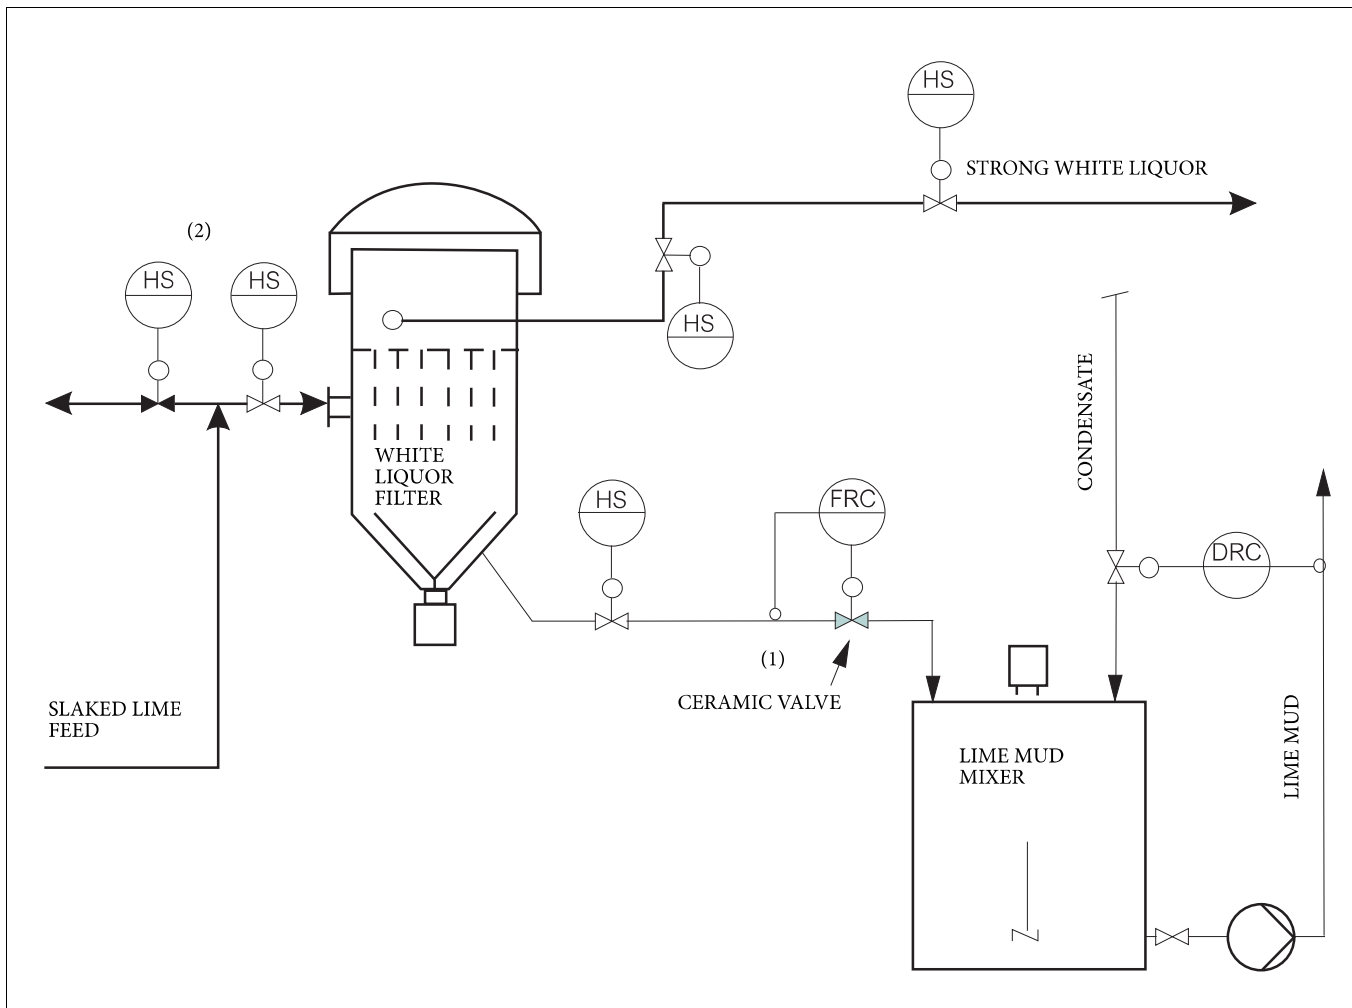 HS
STRONG WHITE LIQUOR
(2)
HS
HS
HS
CONDENSATE
WHITE
LIQUOR
FILTER
HS
FRC
DRC
(1)
CERAMIC VALVE
SLAKED LIME
FEED
LIME MUD
MIXER
LIME MUD